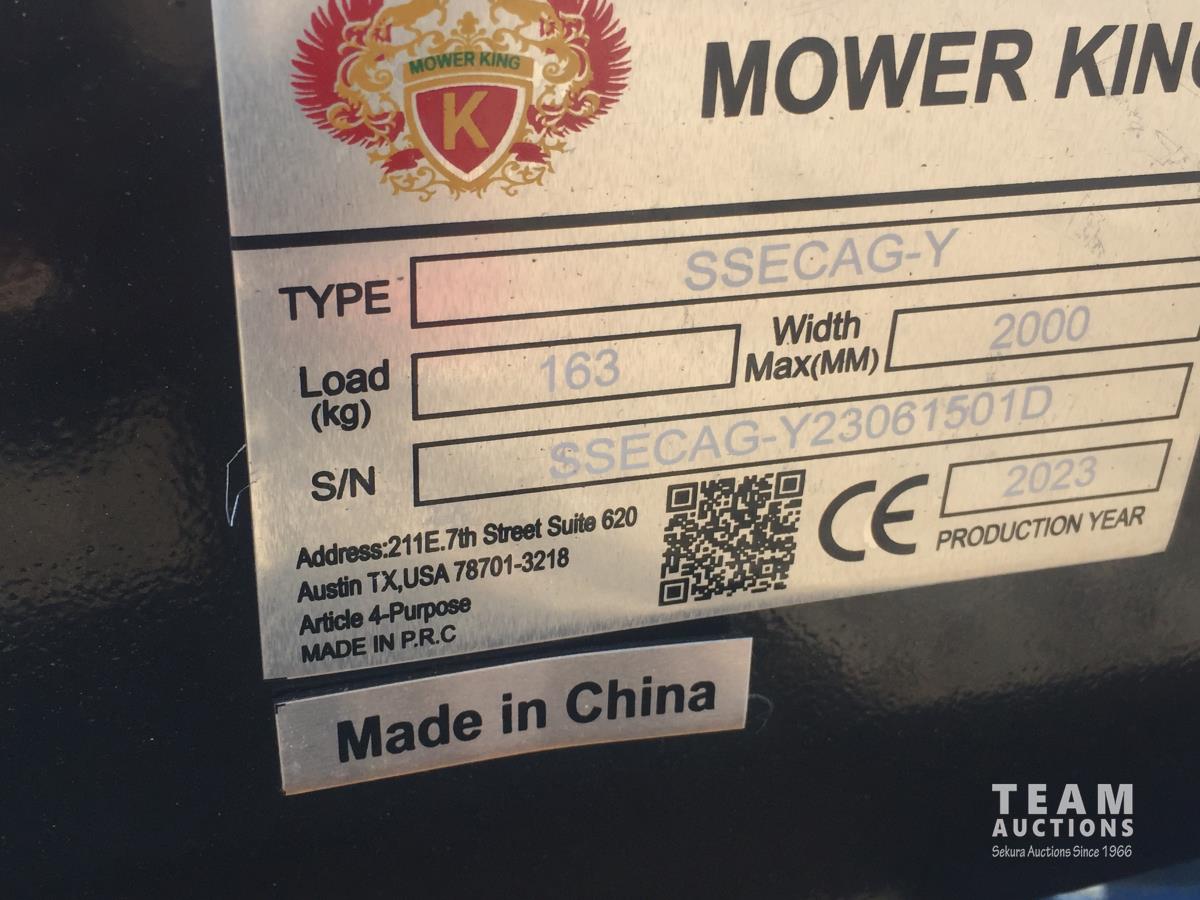 MOWER KING
K
MOWER KING
TYPE SSECAG-Y
Load (kg) 163 Width Max(MM) 2000
S/N SSECAG-Y23061501D
Address:211E.7th Street Suite 620
Austin TX,USA 78701-3218
Article 4-Purpose
MADE IN P.R.C
CE
2023
PRODUCTION YEAR
Made in China
TEAM
AUCTIONS
Sekura Auctions Since 1966